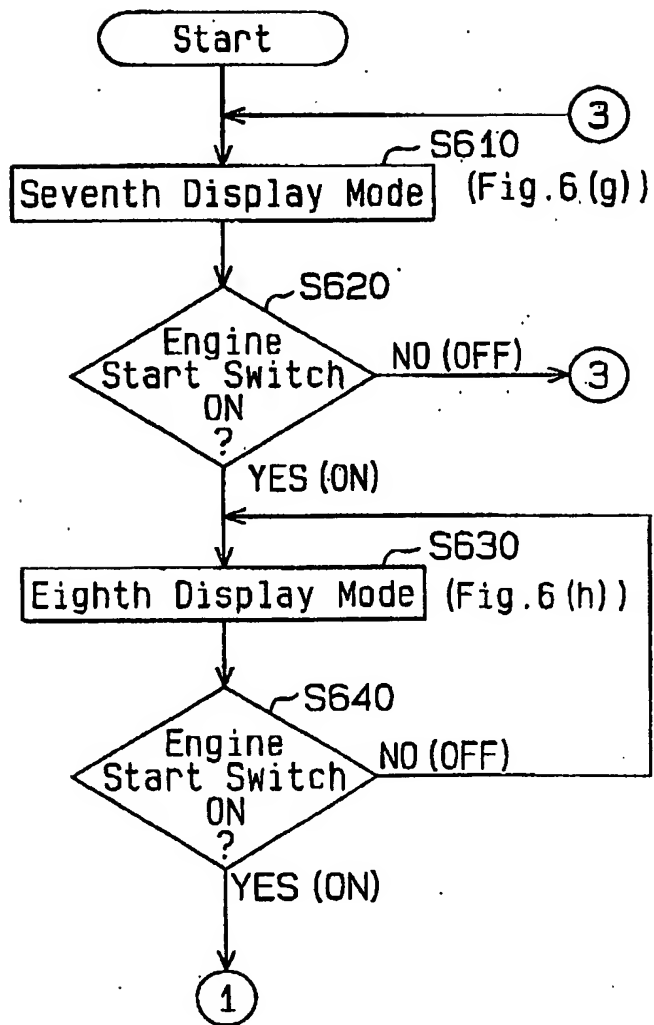 Start
3
S610
Seventh Display Mode (Fig.6(g))
S620
Engine
Start Switch
ON
?
NO(OFF)
3
YES(ON)
S630
Eighth Display Mode (Fig.6(h))
S640
Engine
Start Switch
ON
?
NO(OFF)
YES(ON)
1